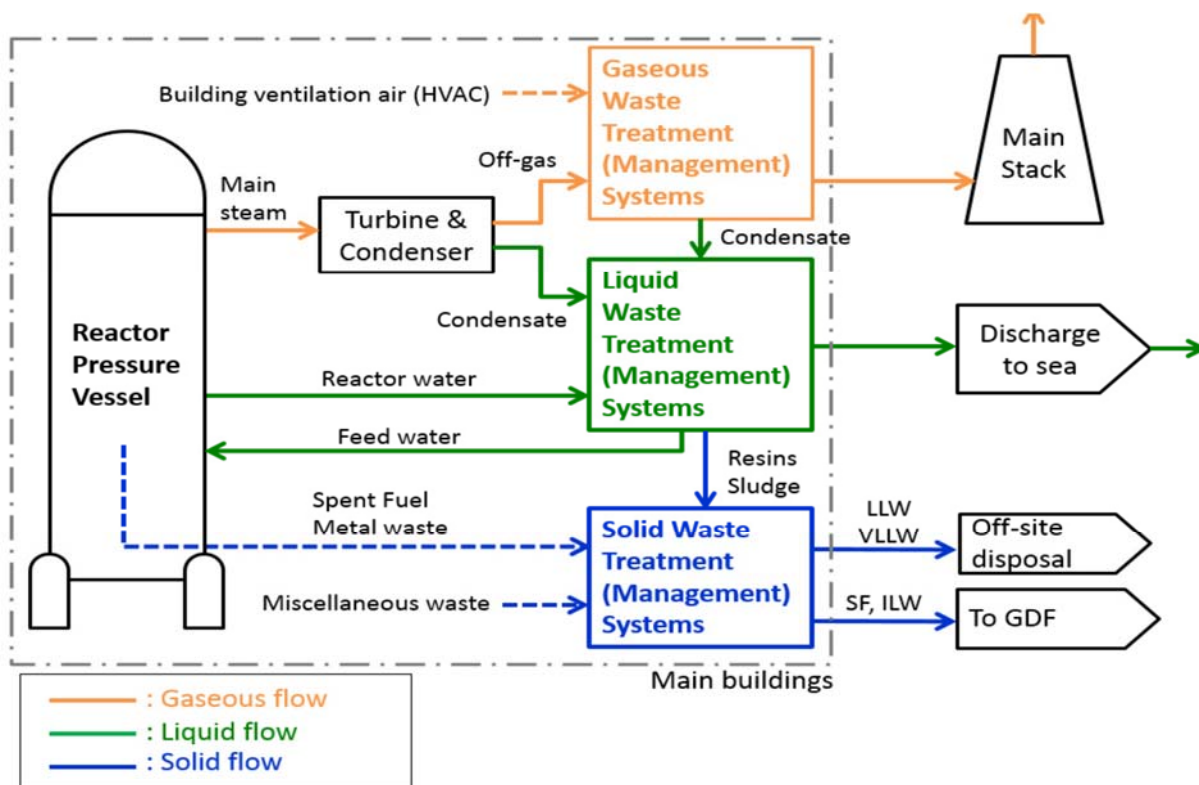 Building ventilation air (HVAC)
Gaseous
Waste
Treatment
(Management)
Systems
Main
Stack
Off-gas
Main
steam
Turbine &
Condenser
Condensate
Condensate
Liquid
Waste
Treatment
(Management)
Systems
Discharge
to sea
Reactor
Pressure
Vessel
Reactor water
Feed water
Resins
Sludge
Spent Fuel
Metal waste
Solid Waste
Treatment
(Management)
Systems
LLW
VLLW
Off-site
disposal
Miscellaneous waste
SF, ILW
To GDF
Main buildings
: Gaseous flow
: Liquid flow
: Solid flow